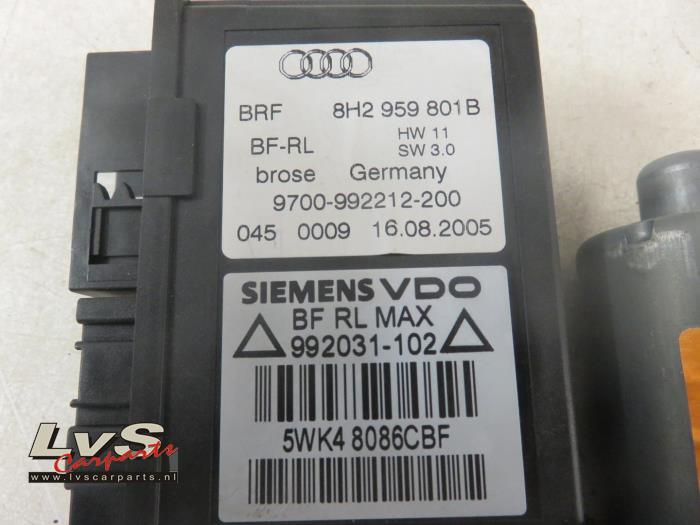 BRF 8H2 959 801B
BF-RL HW 11
SW 3.0
brose Germany
9700-992212-200
045 0009 16.08.2005
SIEMENS VDO
BF RL MAX
992031-102
5WK4 8086CBF
LVS
Carparts
www.lvscarparts.nl